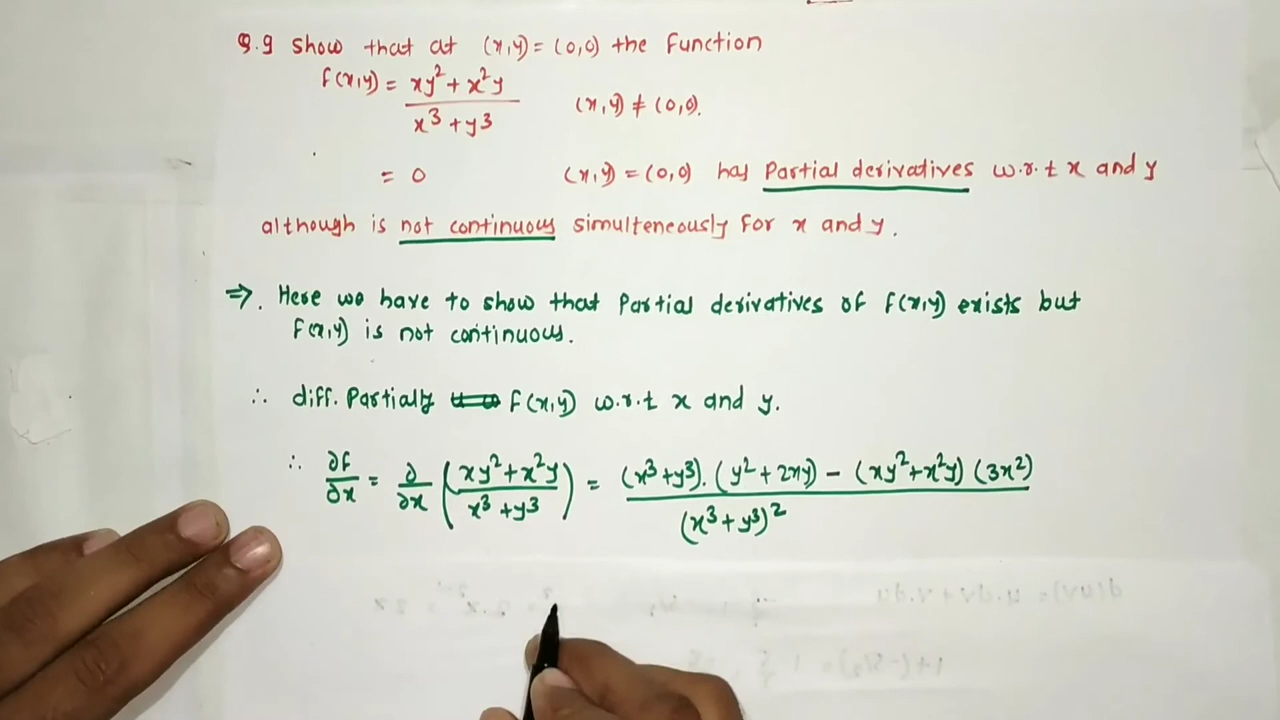 Q.9 show that at (x,y) = (0,0) the function
f(x,y) = xy² + x²y / x³ + y³ (x,y) ≠ (0,0).
= 0 (x,y) = (0,0) has Partial derivatives w.r.t x and y
although is not continuous simulteneously for x and y.
⇒. Here we have to show that Partial derivatives of f(x,y) exists but
f(x,y) is not continuous.
∴ diff. Partially f(x,y) w.r.t x and y.
∴ ∂f/∂x = ∂/∂x (xy² + x²y / x³ + y³) = (x³+y³).(y²+2xy) - (xy²+x²y)(3x²) / (x³+y³)²